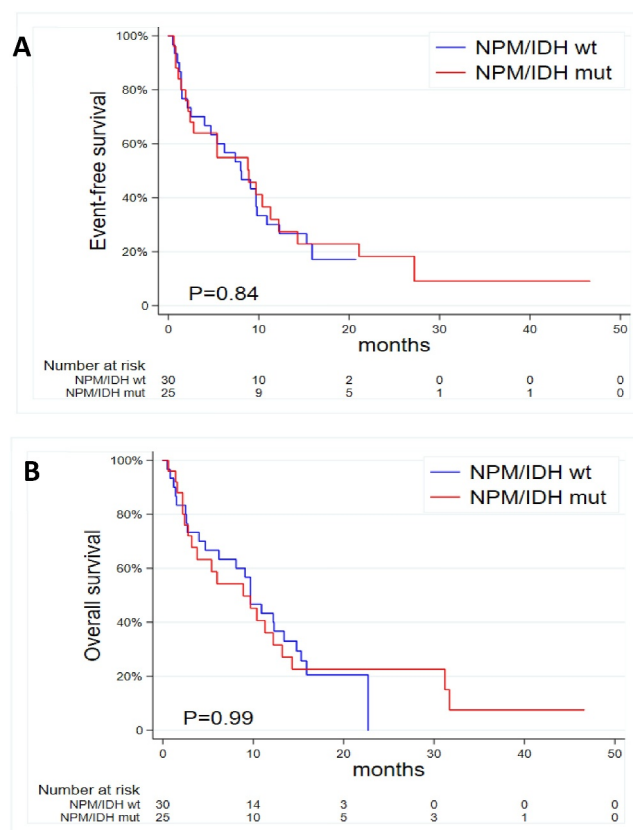 A
NPM/IDH wt
NPM/IDH mut
Event-free survival
100%
80%
60%
40%
20%
0
P=0.84
0 10 20 30 40 50
months
Number at risk
NPM/IDH wt 30 10 2 0 0 0
NPM/IDH mut 25 9 5 1 1 0
B
NPM/IDH wt
NPM/IDH mut
Overall survival
100%
80%
60%
40%
20%
0
P=0.99
0 10 20 30 40 50
months
Number at risk
NPM/IDH wt 30 14 3 0 0 0
NPM/IDH mut 25 10 5 3 1 0